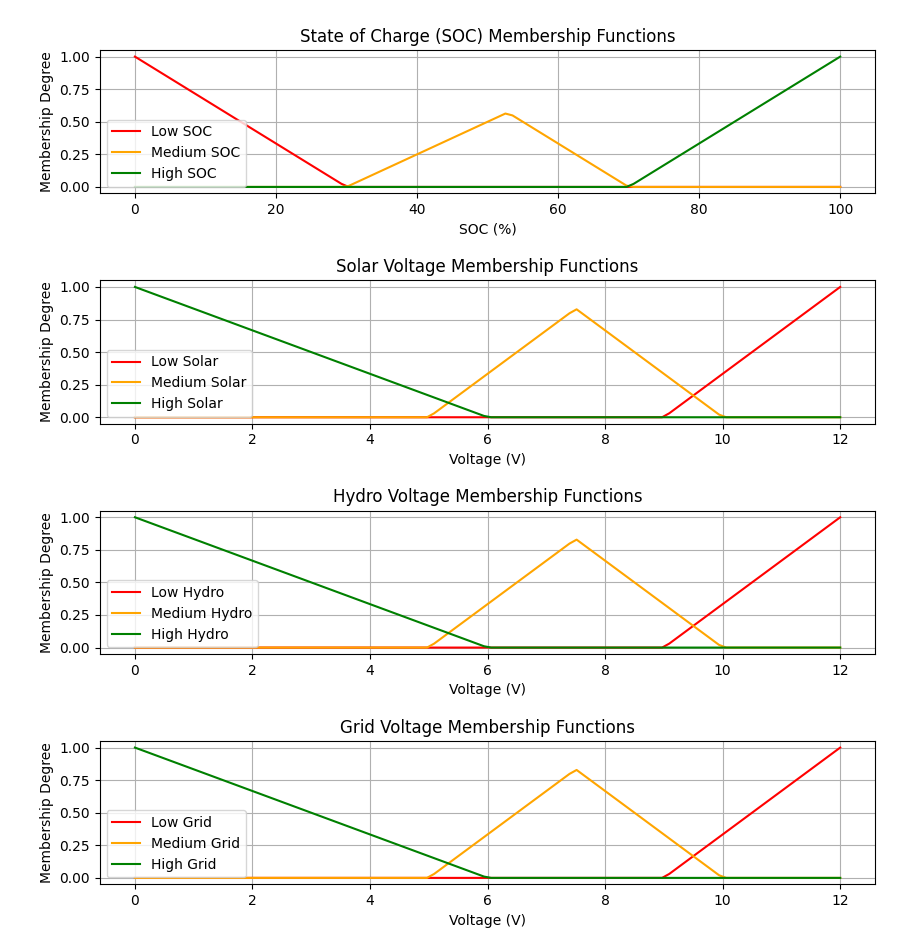 State of Charge (SOC) Membership Functions
Membership Degree
1.00
0.75
0.50
0.25
0.00
Low SOC
Medium SOC
High SOC
0 20 40 60 80 100
SOC (%)
Solar Voltage Membership Functions
Membership Degree
1.00
0.75
0.50
0.25
0.00
Low Solar
Medium Solar
High Solar
0 2 4 6 8 10 12
Voltage (V)
Hydro Voltage Membership Functions
Membership Degree
1.00
0.75
0.50
0.25
0.00
Low Hydro
Medium Hydro
High Hydro
0 2 4 6 8 10 12
Voltage (V)
Grid Voltage Membership Functions
Membership Degree
1.00
0.75
0.50
0.25
0.00
Low Grid
Medium Grid
High Grid
0 2 4 6 8 10 12
Voltage (V)